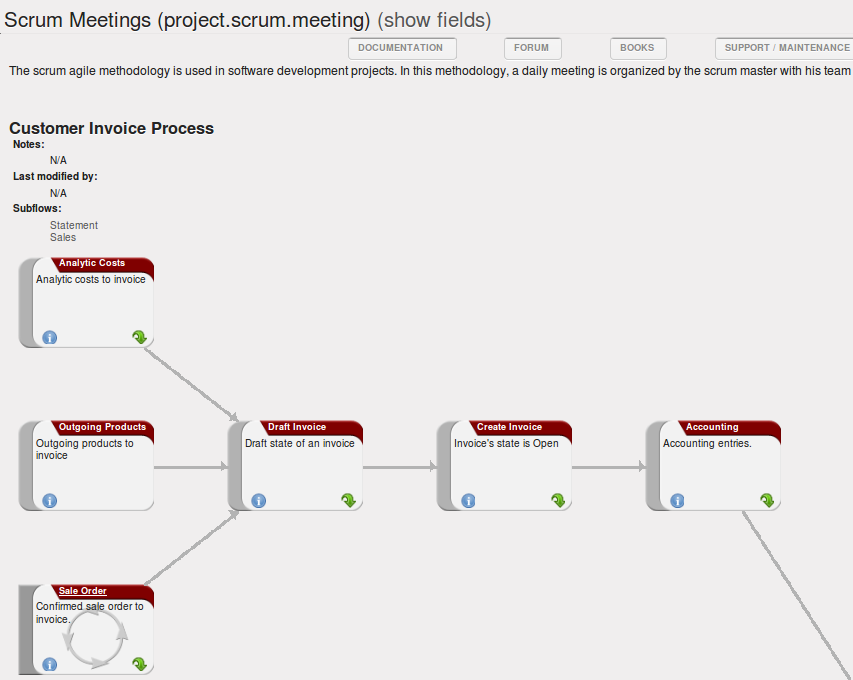 Scrum Meetings (project.scrum.meeting) (show fields)
DOCUMENTATION FORUM BOOKS SUPPORT / MAINTENANCE
The scrum agile methodology is used in software development projects. In this methodology, a daily meeting is organized by the scrum master with his team
Customer Invoice Process
Notes:
N/A
Last modified by:
N/A
Subflows:
Statement
Sales
Analytic Costs
Analytic costs to invoice
Outgoing Products
Outgoing products to
invoice
Draft Invoice
Draft state of an invoice
Create Invoice
Invoice's state is Open
Accounting
Accounting entries.
Sale Order
Confirmed sale order to
invoice.